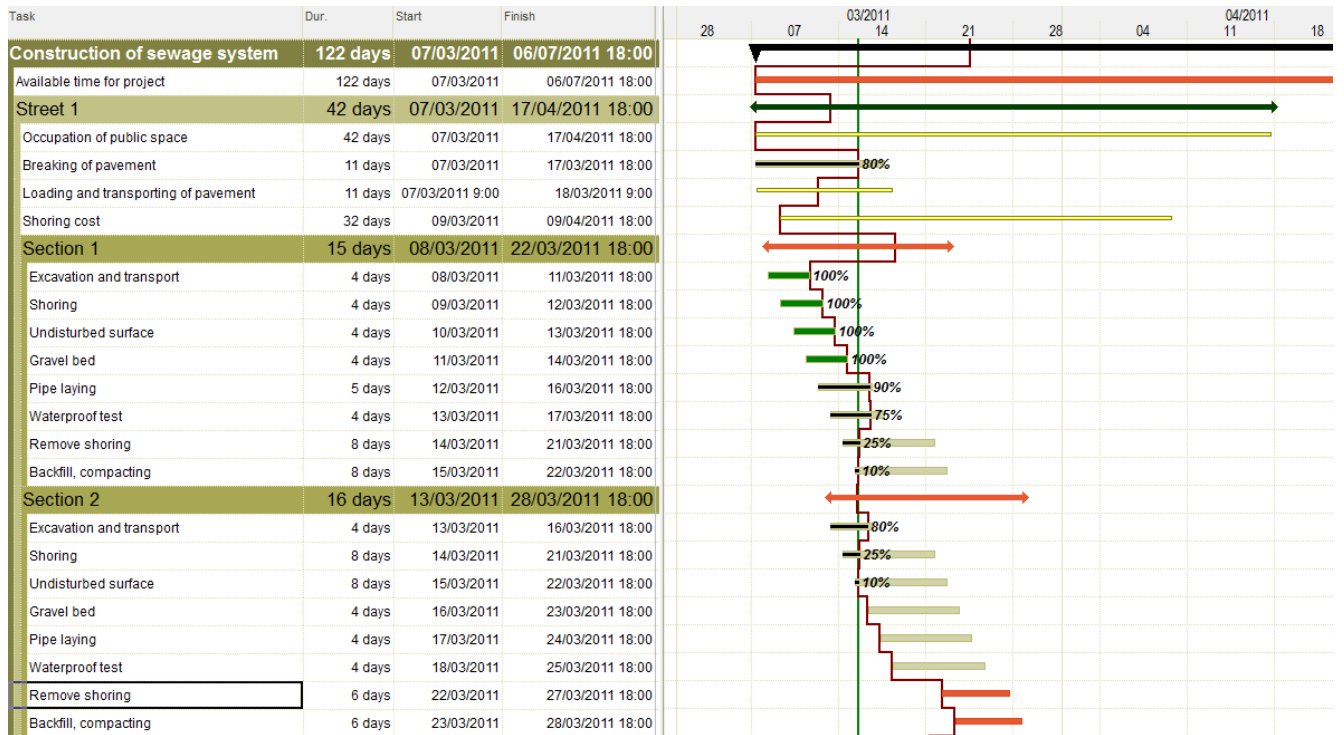 Task Dur. Start Finish 03/2011 04/2011
28 07 14 21 28 04 11 18
Construction of sewage system 122 days 07/03/2011 06/07/2011 18:00
Available time for project 122 days 07/03/2011 06/07/2011 18:00
Street 1 42 days 07/03/2011 17/04/2011 18:00
Occupation of public space 42 days 07/03/2011 17/04/2011 18:00
Breaking of pavement 11 days 07/03/2011 17/03/2011 18:00 80%
Loading and transporting of pavement 11 days 07/03/2011 9:00 18/03/2011 9:00
Shoring cost 32 days 09/03/2011 09/04/2011 18:00
Section 1 15 days 08/03/2011 22/03/2011 18:00
Excavation and transport 4 days 08/03/2011 11/03/2011 18:00 100%
Shoring 4 days 09/03/2011 12/03/2011 18:00 100%
Undisturbed surface 4 days 10/03/2011 13/03/2011 18:00 100%
Gravel bed 4 days 11/03/2011 14/03/2011 18:00 100%
Pipe laying 5 days 12/03/2011 16/03/2011 18:00 90%
Waterproof test 4 days 13/03/2011 17/03/2011 18:00 75%
Remove shoring 8 days 14/03/2011 21/03/2011 18:00 25%
Backfill, compacting 8 days 15/03/2011 22/03/2011 18:00 10%
Section 2 16 days 13/03/2011 28/03/2011 18:00
Excavation and transport 4 days 13/03/2011 16/03/2011 18:00 80%
Shoring 8 days 14/03/2011 21/03/2011 18:00 25%
Undisturbed surface 8 days 15/03/2011 22/03/2011 18:00 10%
Gravel bed 4 days 16/03/2011 23/03/2011 18:00
Pipe laying 4 days 17/03/2011 24/03/2011 18:00
Waterproof test 4 days 18/03/2011 25/03/2011 18:00
Remove shoring 6 days 22/03/2011 27/03/2011 18:00
Backfill, compacting 6 days 23/03/2011 28/03/2011 18:00